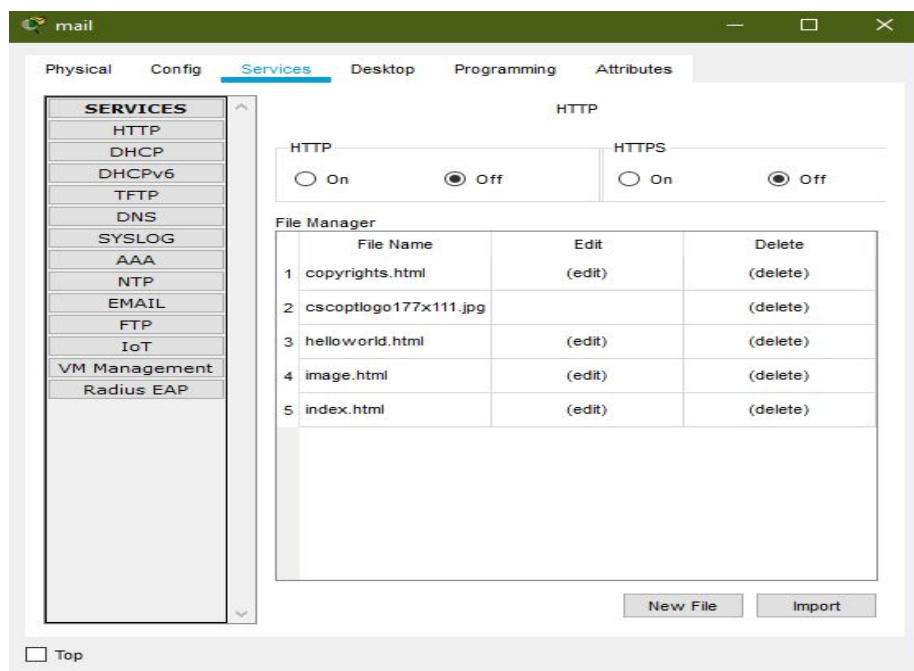 mail
Physical Config Services Desktop Programming Attributes
SERVICES
HTTP
DHCP
DHCPv6
TFTP
DNS
SYSLOG
AAA
NTP
EMAIL
FTP
IoT
VM Management
Radius EAP
HTTP
HTTP
On Off
HTTPS
On Off
File Manager
File Name Edit Delete
1 copyrights.html (edit) (delete)
2 cscoptlogo177x111.jpg (delete)
3 helloworld.html (edit) (delete)
4 image.html (edit) (delete)
5 index.html (edit) (delete)
New File Import
Top